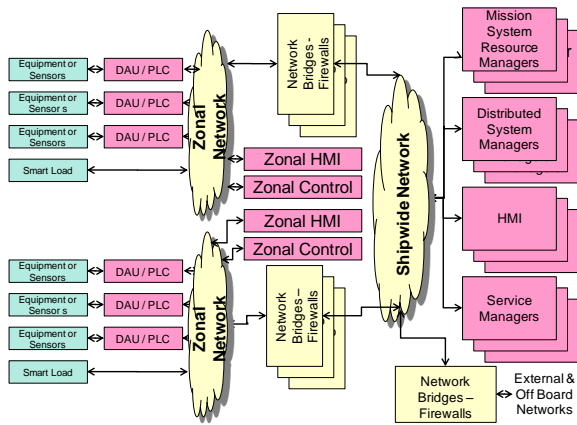 Equipment or
Sensors
DAU / PLC
Equipment or
Sensor s
DAU / PLC
Equipment or
Sensors
DAU / PLC
Smart Load
Zonal
Network
Network
Bridges -
Firewalls
Zonal HMI
Zonal Control
Zonal HMI
Zonal Control
Equipment or
Sensors
DAU / PLC
Equipment or
Sensor s
DAU / PLC
Equipment or
Sensors
DAU / PLC
Smart Load
Zonal
Network
Network
Bridges –
Firewalls
Shipwide Network
Mission
System
Resource
Managers
Distributed
System
Managers
HMI
Service
Managers
Network
Bridges –
Firewalls
External &
Off Board
Networks